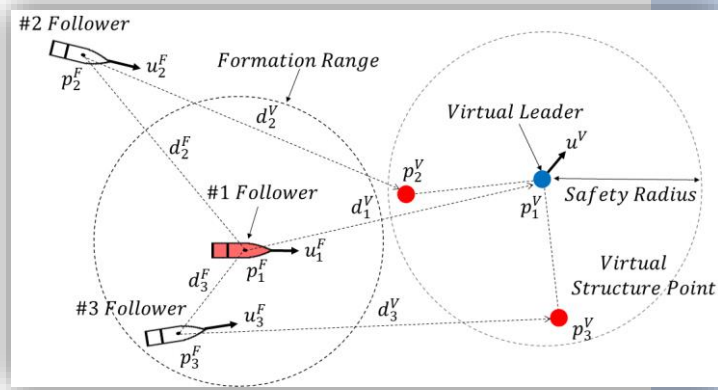 #2 Follower
u_2^F
p_2^F
Formation Range
d_2^V
Virtual Leader
u^V
d_2^F
p_2^V
#1 Follower
d_1^V
p_1^V
Safety Radius
u_1^F
p_1^F
d_3^F
Virtual
Structure Point
#3 Follower
u_3^F
d_3^V
p_3^F
p_3^V